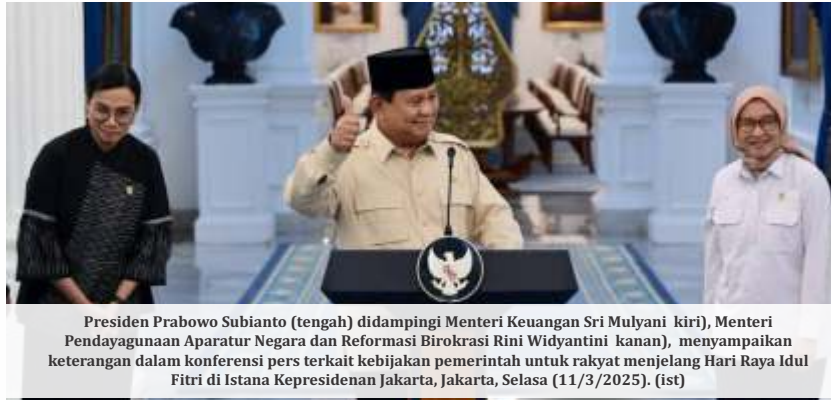 Presiden Prabowo Subianto (tengah) didampingi Menteri Keuangan Sri Mulyani  kiri), Menteri
Pendayagunaan Aparatur Negara dan Reformasi Birokrasi Rini Widyantini  kanan),  menyampaikan
keterangan dalam konferensi pers terkait kebijakan pemerintah untuk rakyat menjelang Hari Raya Idul
Fitri di Istana Kepresidenan Jakarta, Jakarta, Selasa (11/3/2025). (ist)